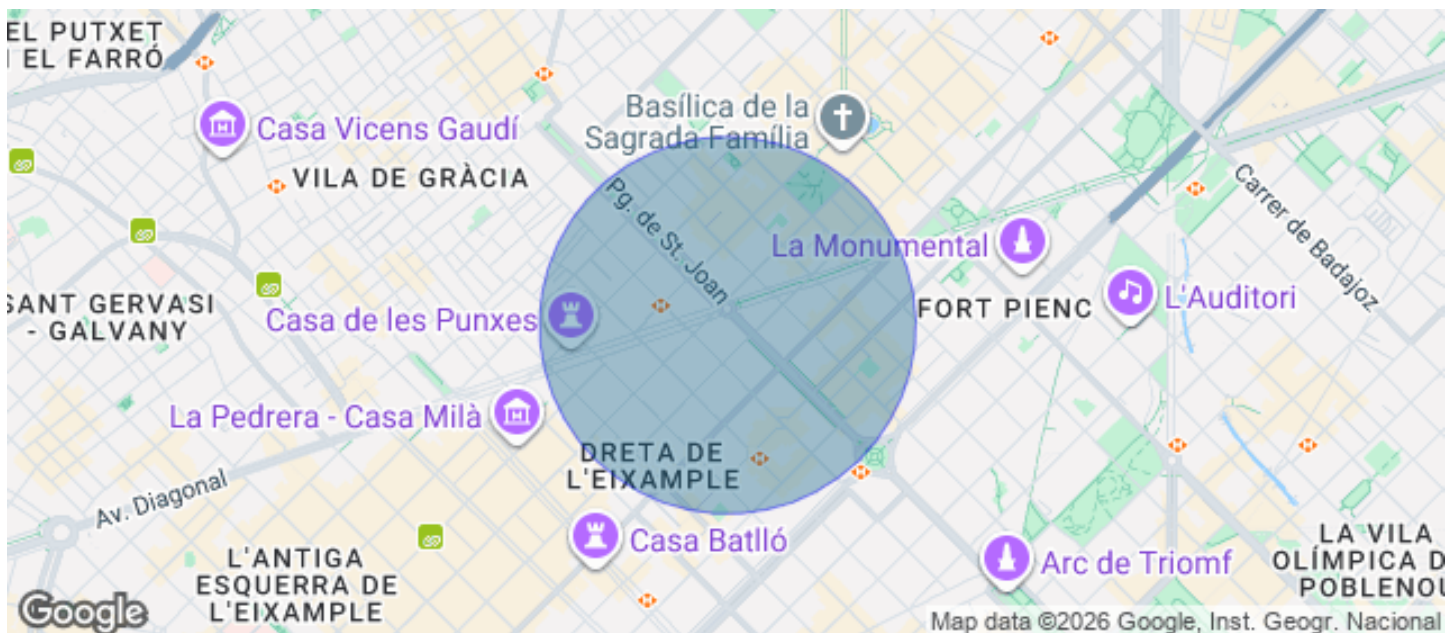 EL PUTXET
I EL FARRÓ
Casa Vicens Gaudí
VILA DE GRÀCIA
Basílica de la
Sagrada Família
Pg. de St. Joan
La Monumental
Carrer de Badajoz
SANT GERVASI
- GALVANY
Casa de les Punxes
FORT PIENC
L'Auditori
La Pedrera - Casa Milà
DRETA DE
L'EIXAMPLE
Av. Diagonal
Casa Batlló
L'ANTIGA
ESQUERRA DE
L'EIXAMPLE
Arc de Triomf
LA VILA
OLÍMPICA D
POBLENOU
Google
Map data ©2026 Google, Inst. Geogr. Nacional